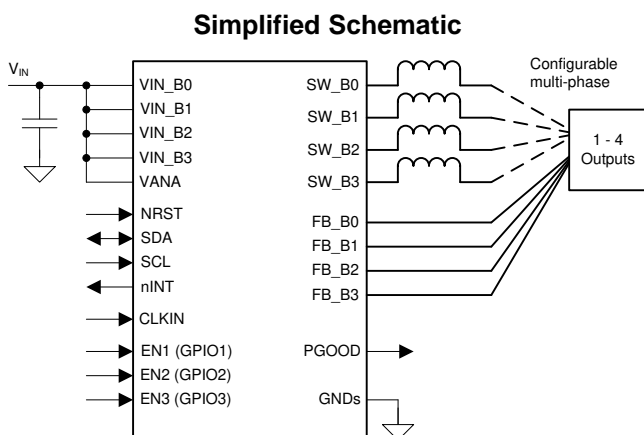 Simplified Schematic
VIN
VIN_B0
VIN_B1
VIN_B2
VIN_B3
VANA
NRST
SDA
SCL
nINT
CLKIN
EN1 (GPIO1)
EN2 (GPIO2)
EN3 (GPIO3)
SW_B0
SW_B1
SW_B2
SW_B3
FB_B0
FB_B1
FB_B2
FB_B3
PGOOD
GNDs
Configurable
multi-phase
1 - 4
Outputs